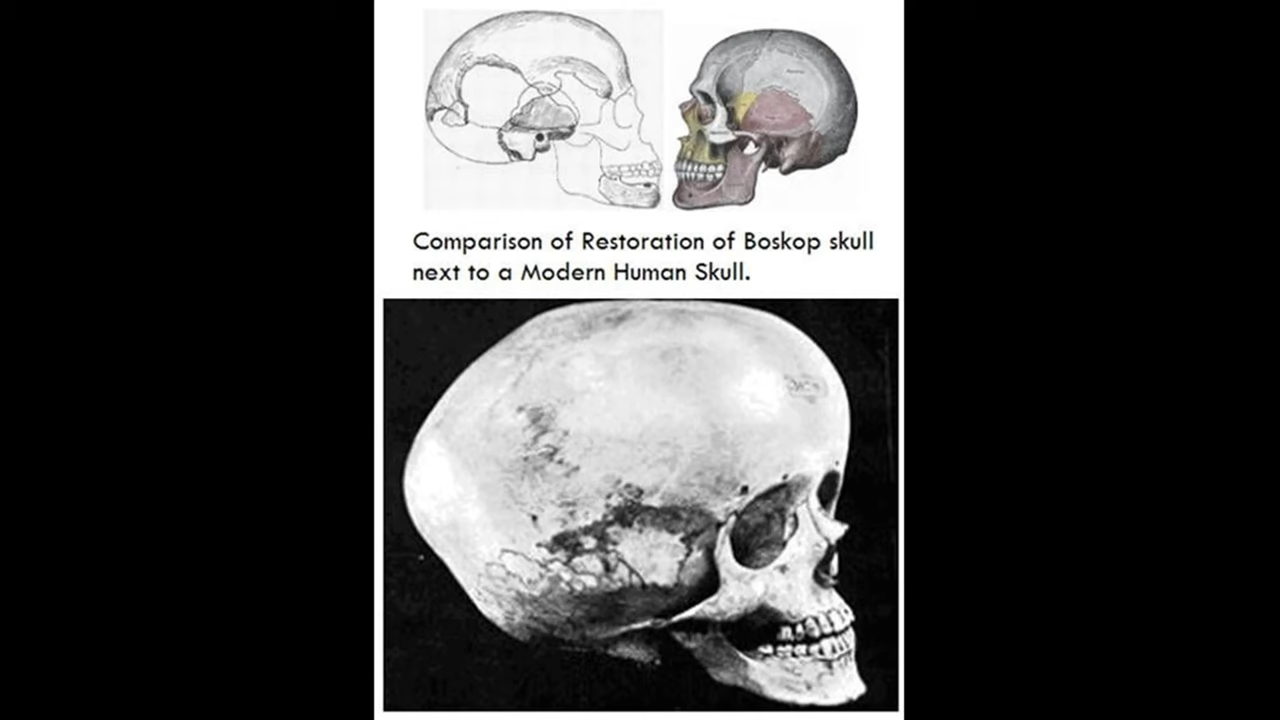 Comparison of Restoration of Boskop skull
next to a Modern Human Skull.